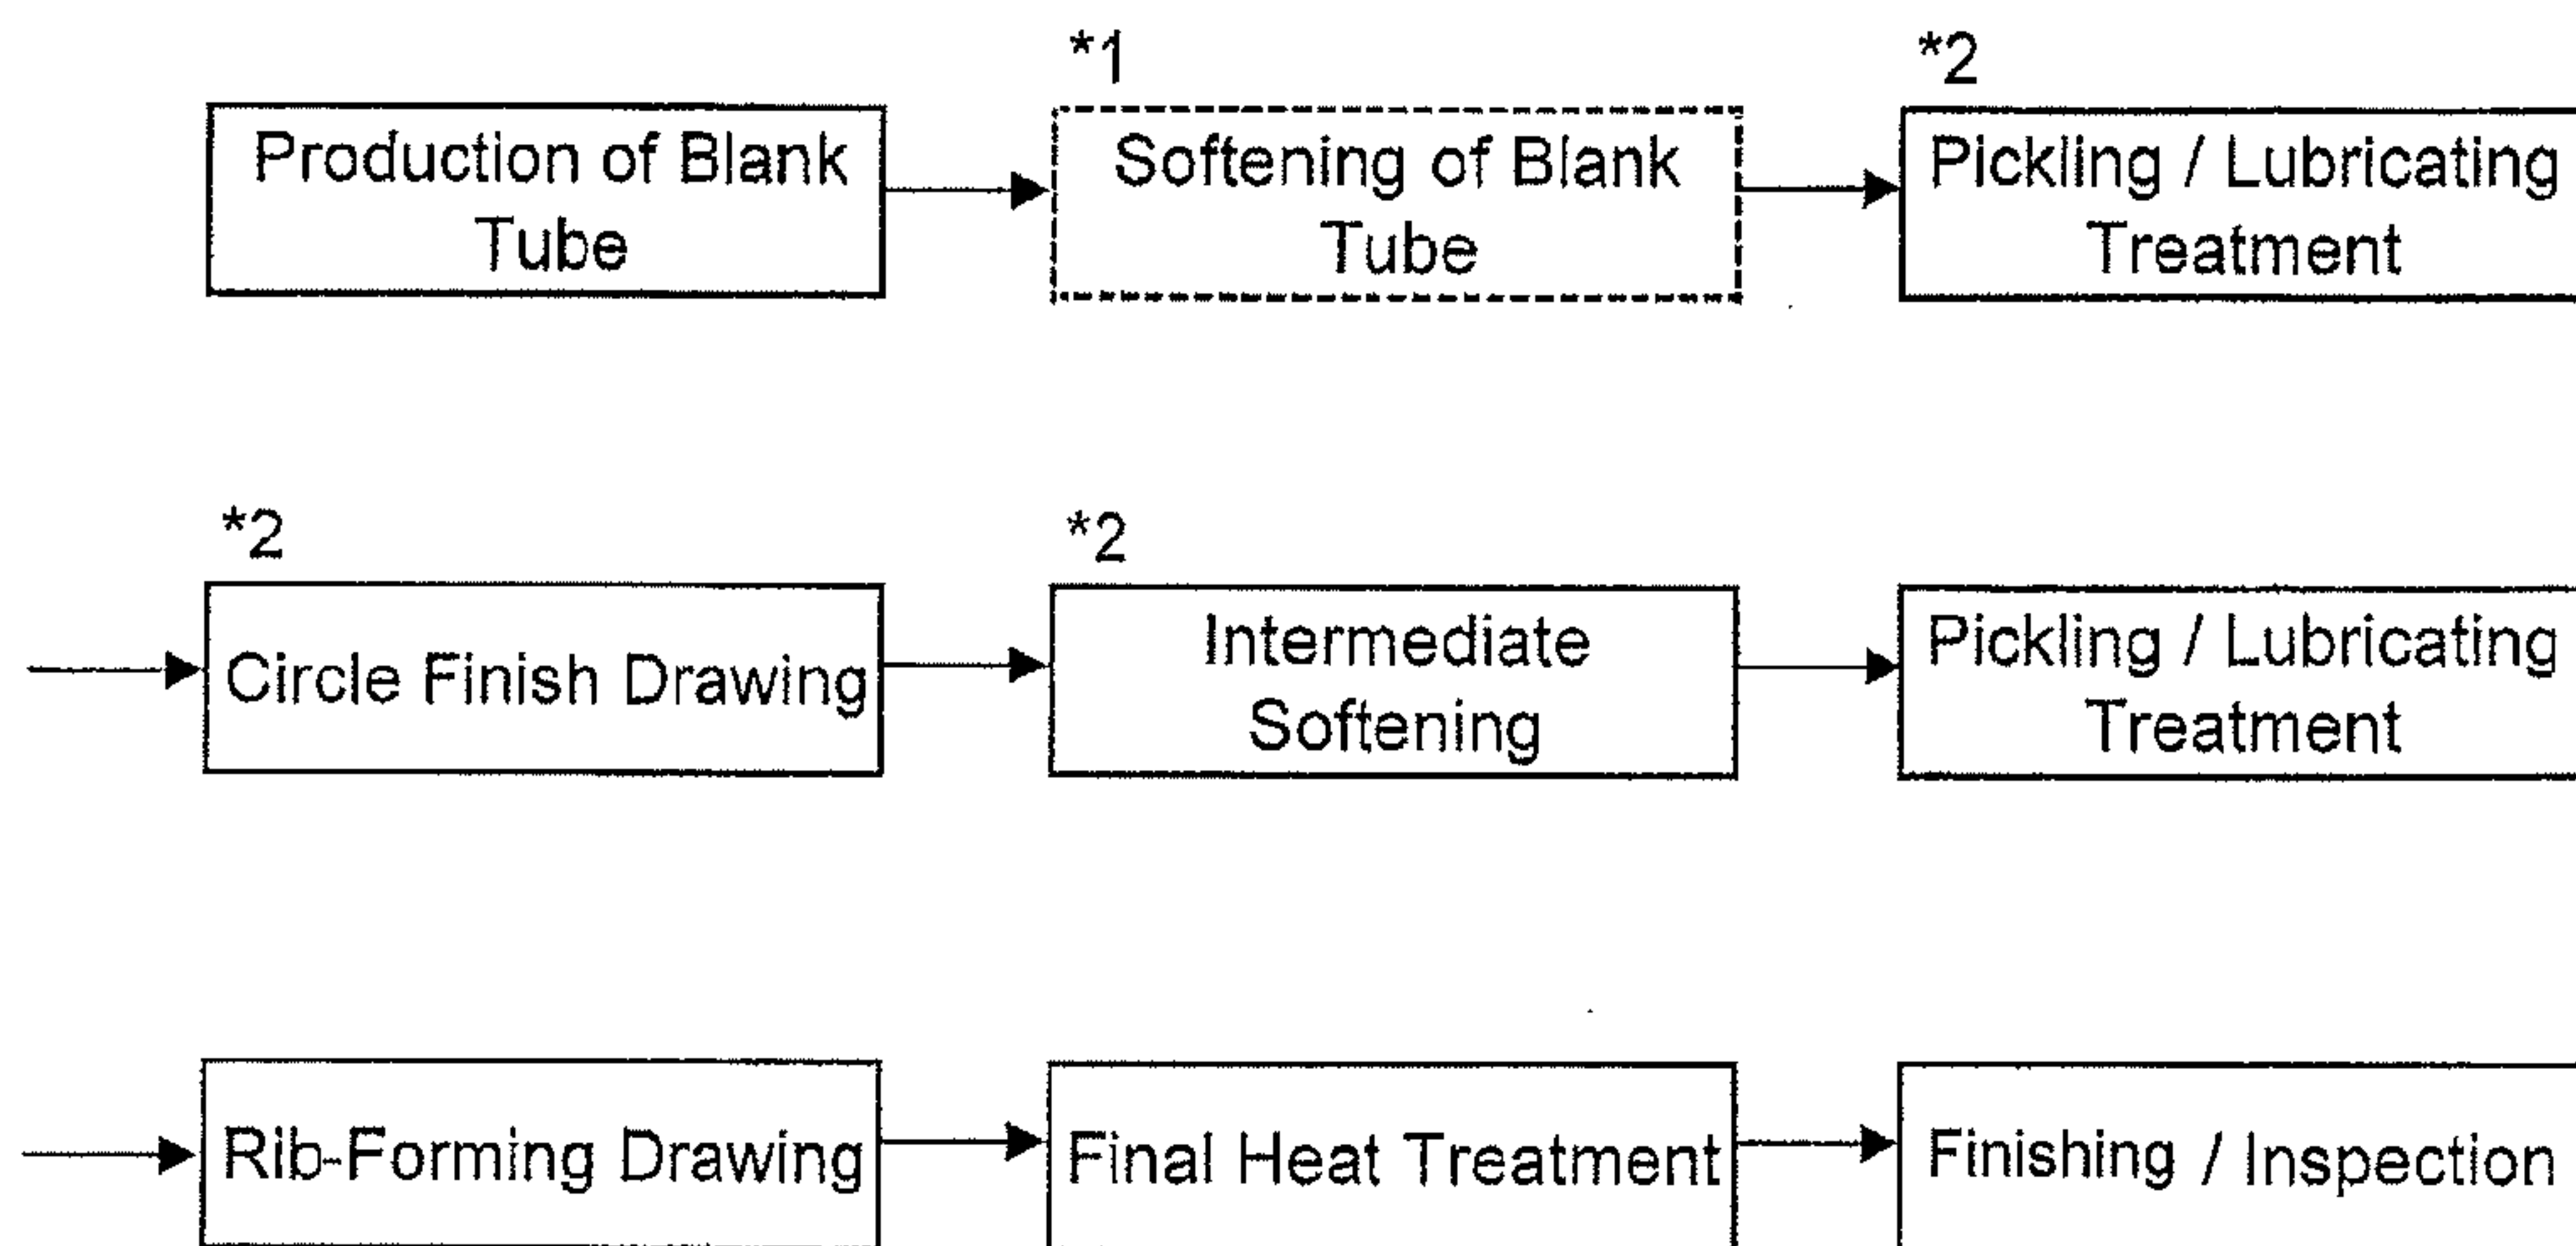 *1
*2
Production of Blank
Tube
Softening of Blank
Tube
Pickling / Lubricating
Treatment
*2
*2
Circle Finish Drawing
Intermediate
Softening
Pickling / Lubricating
Treatment
Rib-Forming Drawing
Final Heat Treatment
Finishing / Inspection